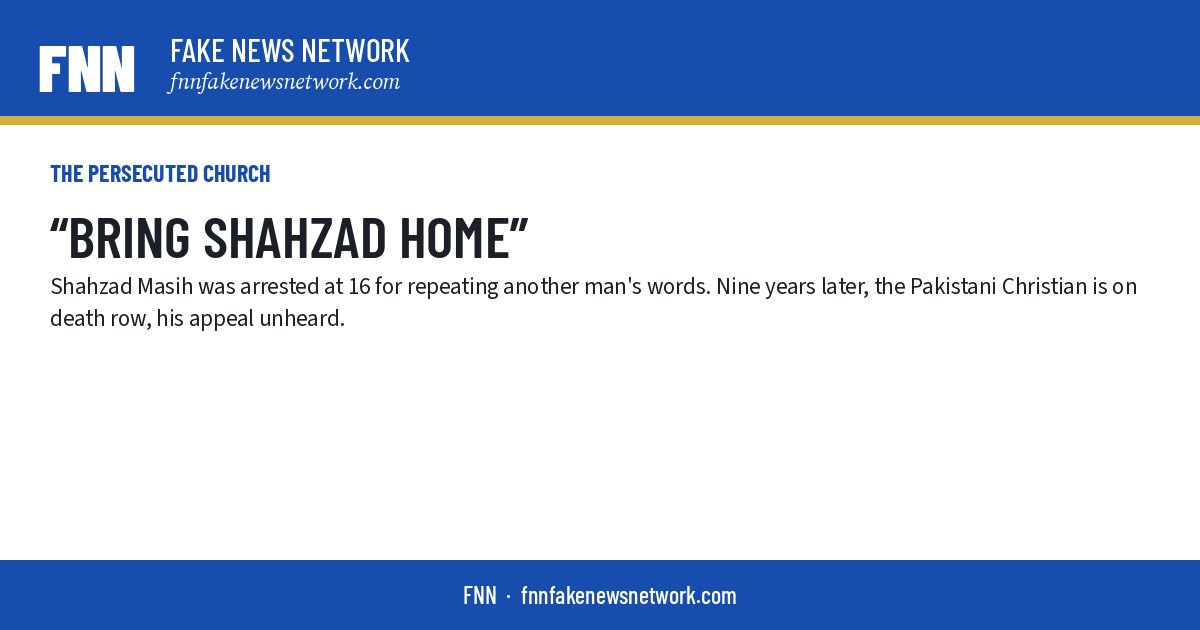 FNN
FAKE NEWS NETWORK
fnnfakenewsnetwork.com
THE PERSECUTED CHURCH
“BRING SHAHZAD HOME”
Shahzad Masih was arrested at 16 for repeating another man's words. Nine years later, the Pakistani Christian is on
death row, his appeal unheard.
FNN · fnnfakenewsnetwork.com